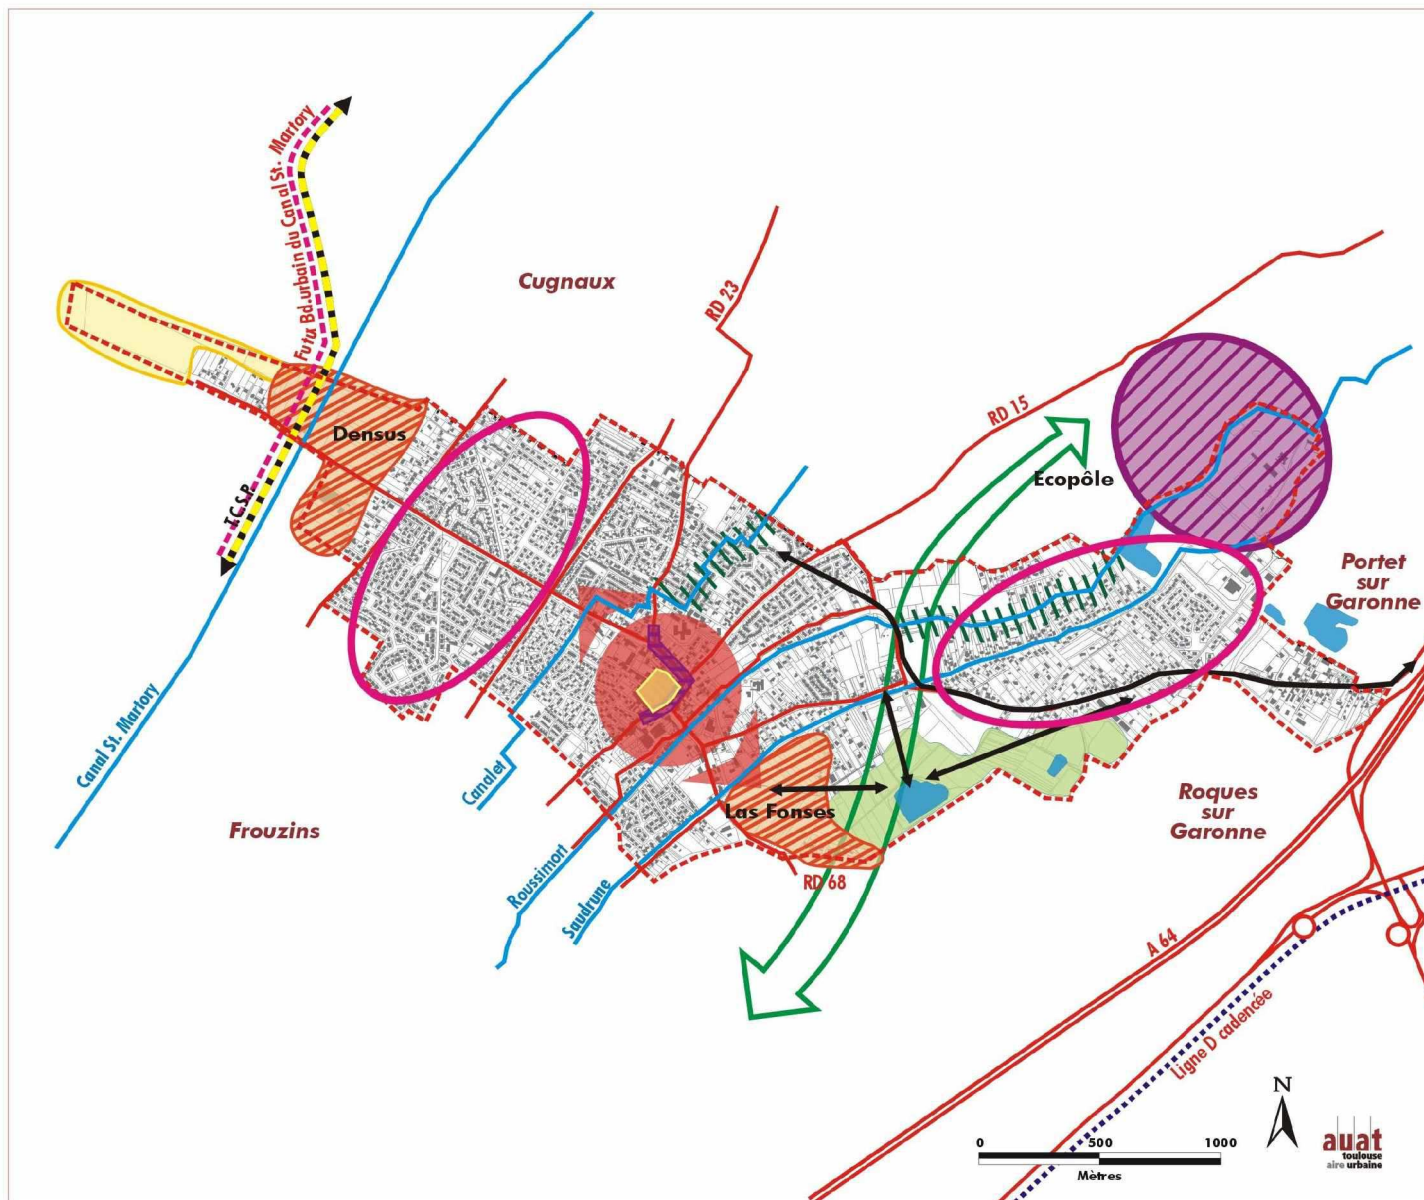 Futur Bd.urbain du Canal St. Martory
Cugnaux
RD 23
RD 15
Densus
Ecopôle
T.C.S.P.
Portet
sur
Garonne
Canal St. Martory
Canalet
Frouzins
Roques
sur
Garonne
Las Fonses
Roussimort
Saudrune
RD 68
A 64
Ligne D cadencée
N
0 500 1000
Mètres
auat
toulouse
aire urbaine